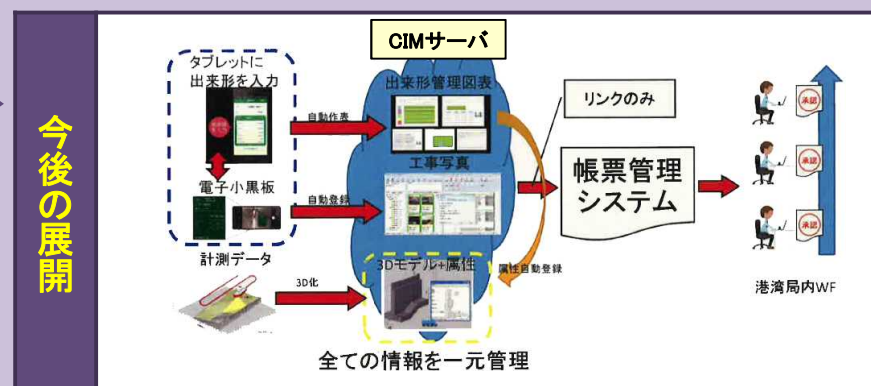 今後の展開
CIMサーバ
タブレットに
出来形を入力
自動作表
出来形管理図表
リンクのみ
電子小黒板
自動登録
工事写真
帳票管理
システム
承認
承認
承認
港湾局内WF
計測データ
3D化
3Dモデル+属性
属性自動登録
全ての情報を一元管理